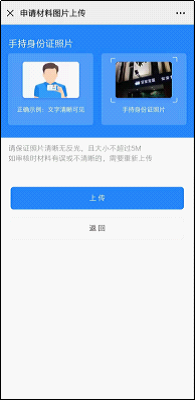 申请材料图片上传
手持身份证照片
正确示例：文字清晰可见
手持身份证照片
请保证照片清晰无反光，且大小不超过5M
如审核时材料有误或不清晰的，需要重新上传
上传
返回